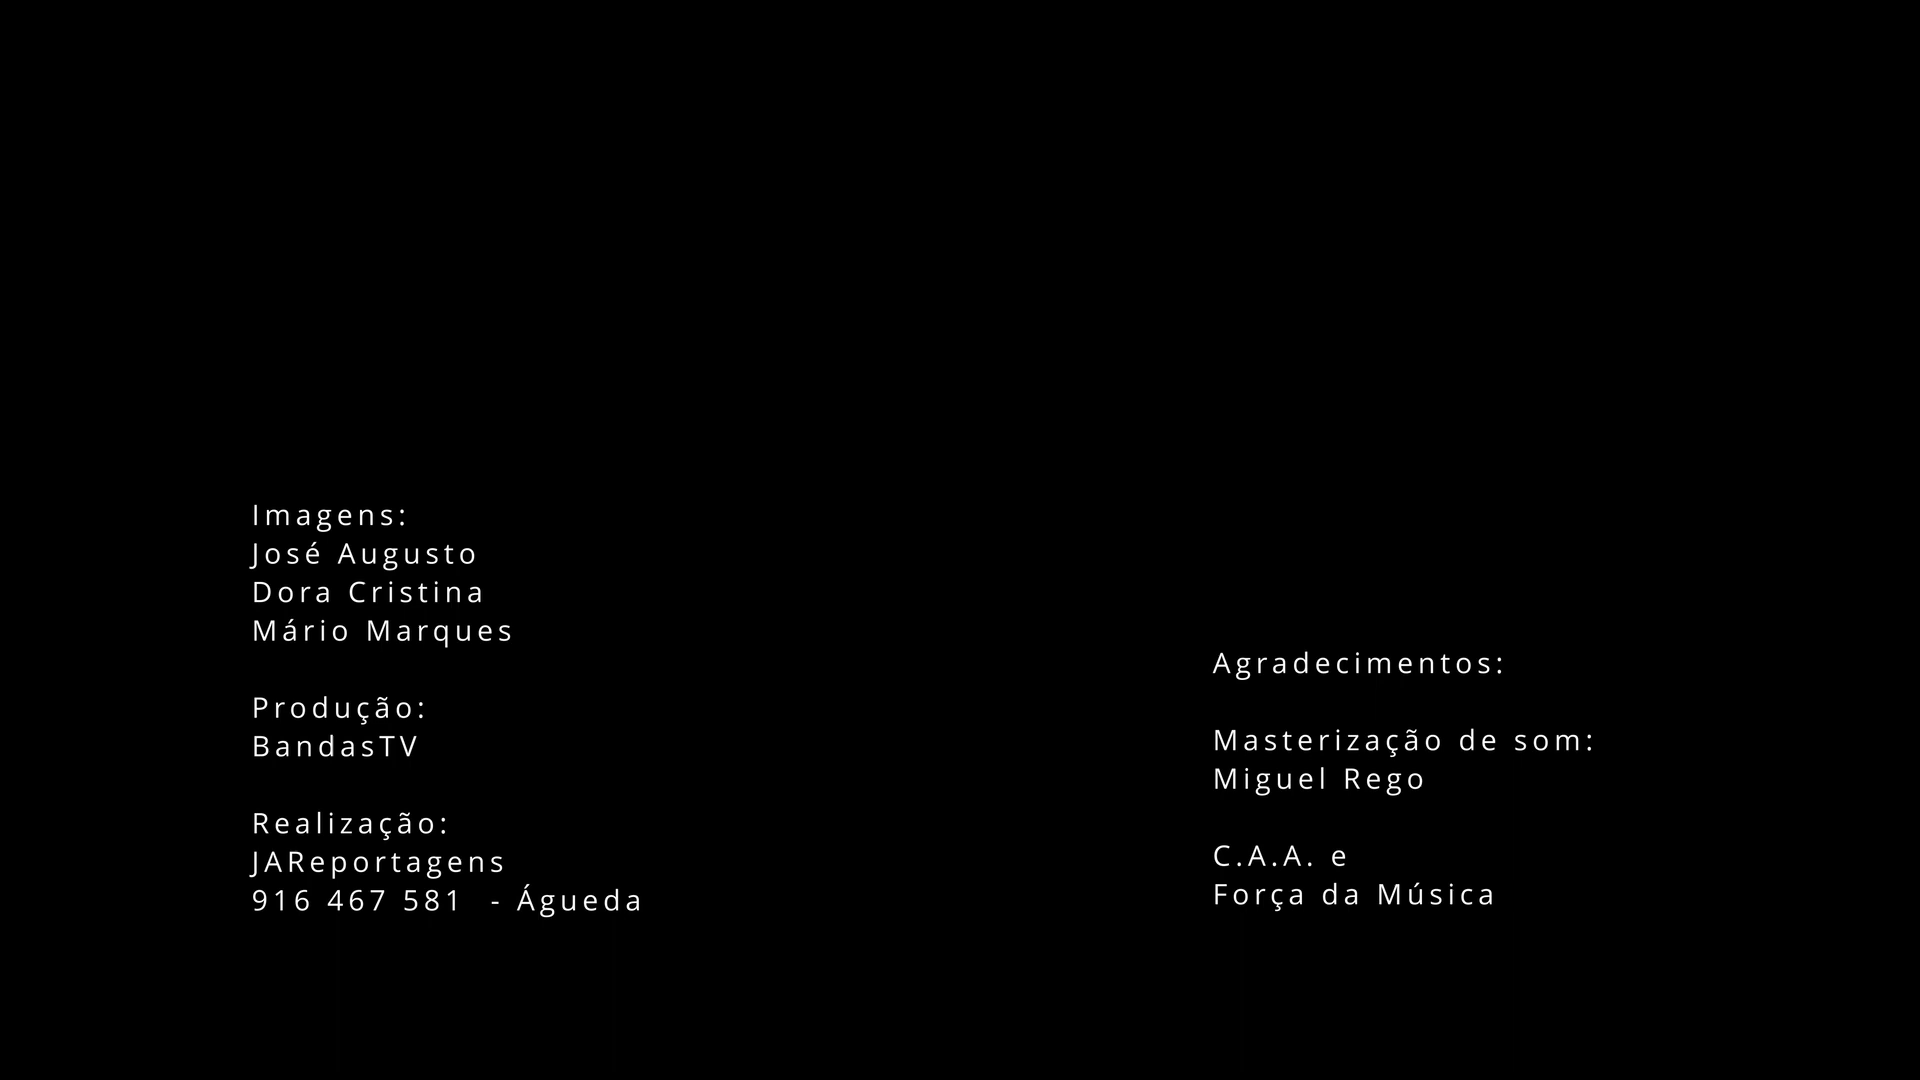 Imagens:
José Augusto
Dora Cristina
Mário Marques
Produção:
BandasTV
Realização:
JAReportagens
916 467 581  - Águeda
Agradecimentos:
Masterização de som:
Miguel Rego
C.A.A. e
Força da Música